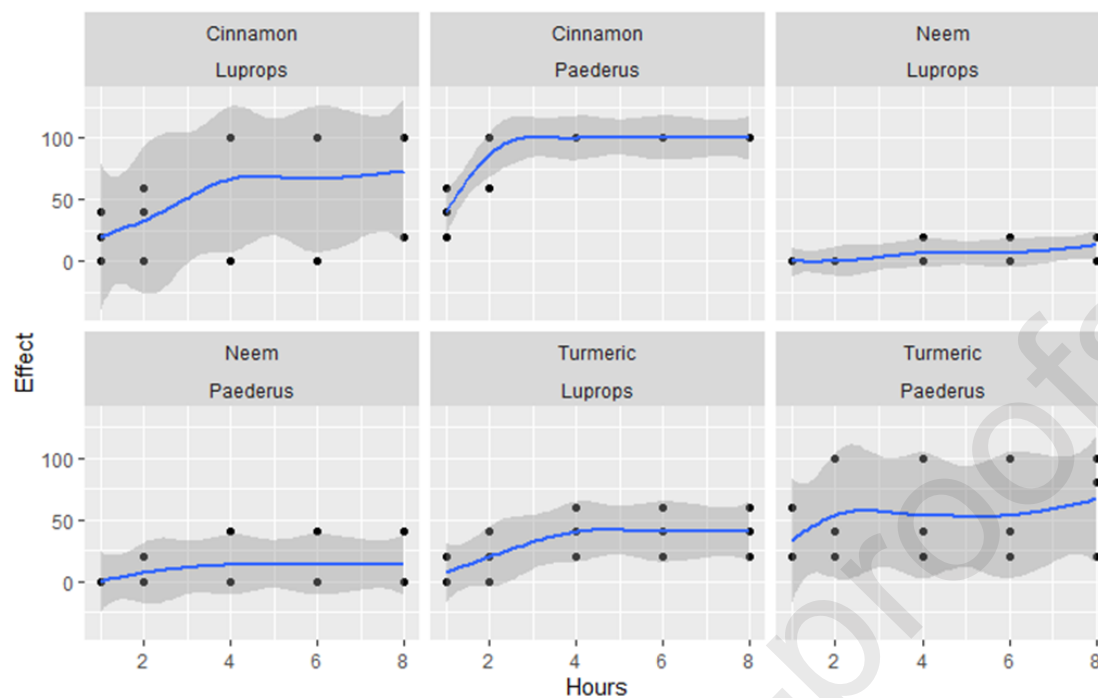 Cinnamon
Luprops
Cinnamon
Paederus
Neem
Luprops
100
50
0
Effect
Neem
Paederus
Turmeric
Luprops
Turmeric
Paederus
100
50
0
2 4 6 8
2 4 6 8
2 4 6 8
Hours
proofs